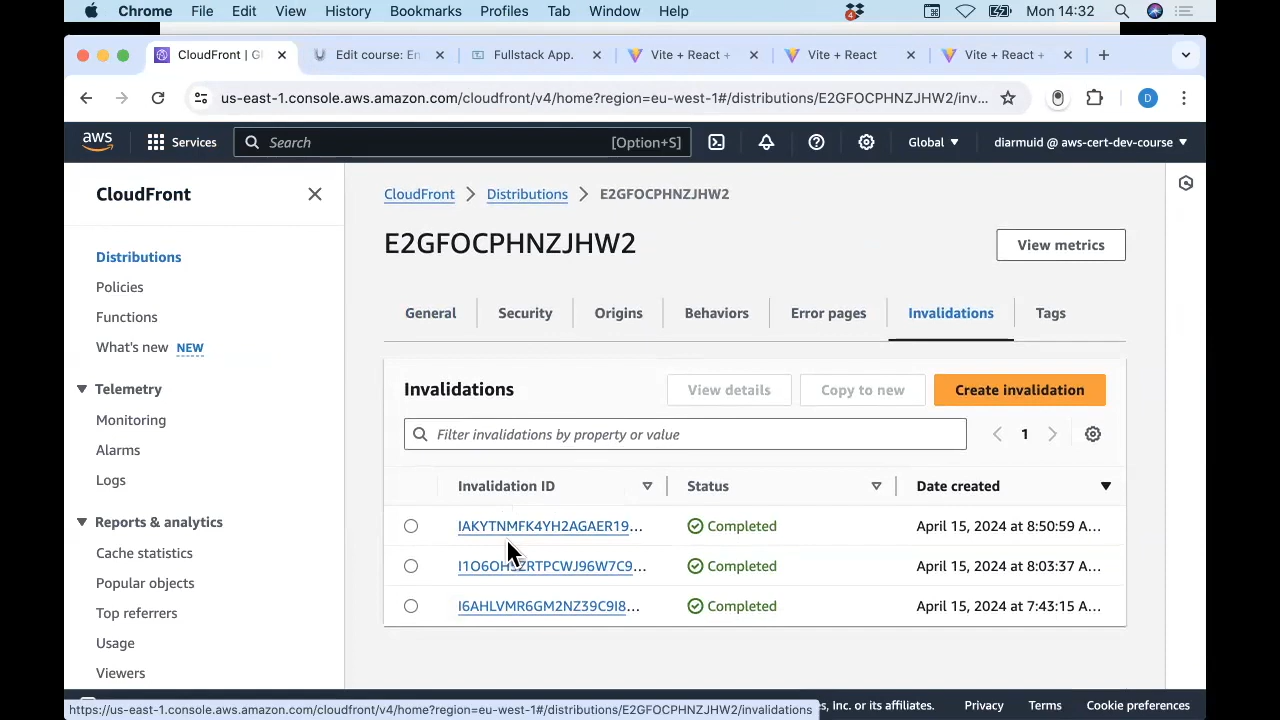 Chrome File Edit View History Bookmarks Profiles Tab Window Help 4 Mon 14:32
CloudFront | Gl Edit course: En Fullstack App. Vite + React + Vite + React Vite + React +
us-east-1.console.aws.amazon.com/cloudfront/v4/home?region=eu-west-1#/distributions/E2GFOCPHNZJHW2/inv... D
aws Services Search [Option+S] Global diarmuid @ aws-cert-dev-course
CloudFront
Distributions
Policies
Functions
What's new NEW
Telemetry
Monitoring
Alarms
Logs
Reports & analytics
Cache statistics
Popular objects
Top referrers
Usage
Viewers
CloudFront Distributions E2GFOCPHNZJHW2
E2GFOCPHNZJHW2 View metrics
General Security Origins Behaviors Error pages Invalidations Tags
Invalidations View details Copy to new Create invalidation
Filter invalidations by property or value 1
Invalidation ID Status Date created
IAKYTNMFK4YH2AGAER19... Completed April 15, 2024 at 8:50:59 A...
Completed April 15, 2024 at 8:03:37 A...
I6AHLVMR6GM2NZ39C9I8... Completed April 15, 2024 at 7:43:15 A...
https://us-east-1.console.aws.amazon.com/cloudfront/v4/home?region=eu-west-1#/distributions/E2GFOCPHNZJHW2/invalidations s, Inc. or its affiliates. Privacy Terms Cookie preferences